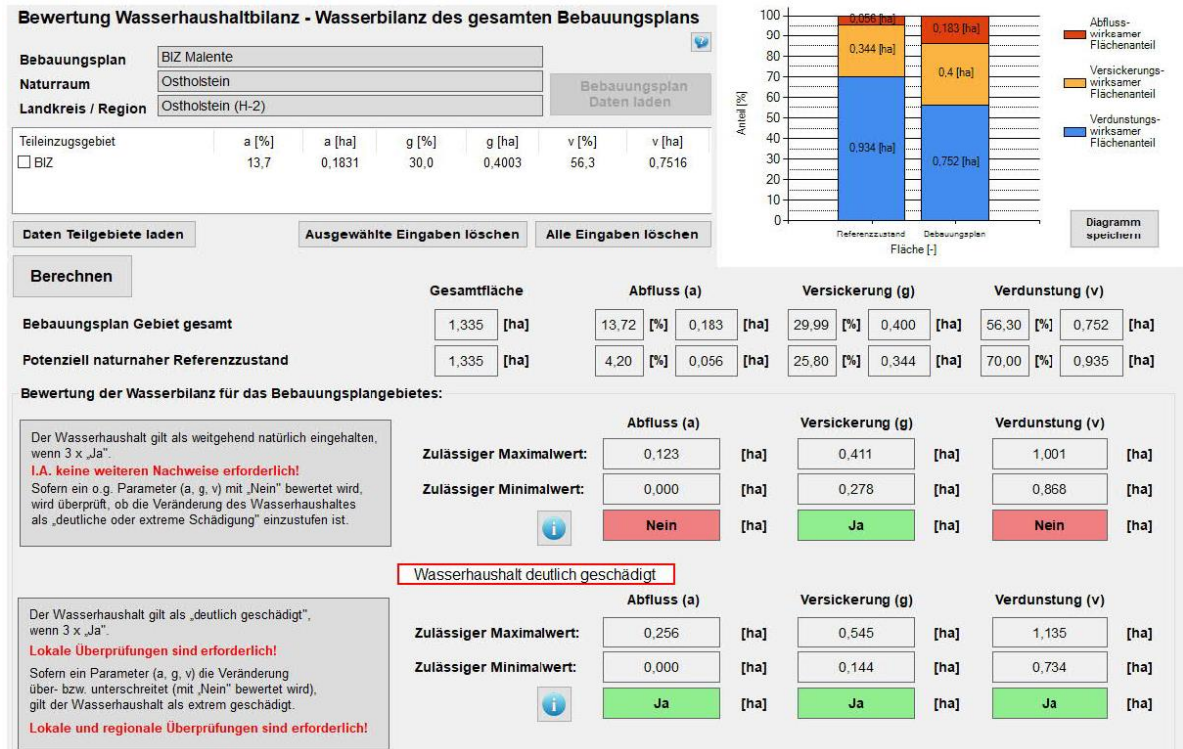 Bewertung Wasserhaushaltbilanz - Wasserbilanz des gesamten Bebauungsplans
Bebauungsplan BIZ Malente
Naturraum Ostholstein
Landkreis / Region Ostholstein (H-2)
Bebauungsplan
Daten laden
Teileinzugsgebiet a [%] a [ha] g [%] g [ha] v [%] v [ha]
BIZ 13,7 0,1831 30,0 0,4003 56,3 0,7516
Daten Teilgebiete laden Ausgewählte Eingaben löschen Alle Eingaben löschen
Anteil [%]
100
90
80
70
60
50
40
30
20
10
0
0,056 [ha] 0,183 [ha]
0,344 [ha] 0,4 [ha]
0,934 [ha] 0,752 [ha]
Referenzzustand Bebauungsplan
Fläche [-]
Abfluss-
wirksamer
Flächenanteil
Versickerungs-
wirksamer
Flächenanteil
Verdunstungs-
wirksamer
Flächenanteil
Diagramm
speichern
Berechnen
Gesamtfläche Abfluss (a) Versickerung (g) Verdunstung (v)
Bebauungsplan Gebiet gesamt 1,335 [ha] 13,72 [%] 0,183 [ha] 29,99 [%] 0,400 [ha] 56,30 [%] 0,752 [ha]
Potenziell naturnaher Referenzzustand 1,335 [ha] 4,20 [%] 0,056 [ha] 25,80 [%] 0,344 [ha] 70,00 [%] 0,935 [ha]
Bewertung der Wasserbilanz für das Bebauungsplangebietes:
Der Wasserhaushalt gilt als weitgehend natürlich eingehalten,
wenn 3 x „Ja".
I.A. keine weiteren Nachweise erforderlich!
Sofern ein o.g. Parameter (a, g, v) mit „Nein" bewertet wird,
wird überprüft, ob die Veränderung des Wasserhaushaltes
als „deutliche oder extreme Schädigung" einzustufen ist.
Abfluss (a) Versickerung (g) Verdunstung (v)
Zulässiger Maximalwert: 0,123 [ha] 0,411 [ha] 1,001 [ha]
Zulässiger Minimalwert: 0,000 [ha] 0,278 [ha] 0,868 [ha]
Nein [ha] Ja [ha] Nein [ha]
Wasserhaushalt deutlich geschädigt
Der Wasserhaushalt gilt als „deutlich geschädigt",
wenn 3 x „Ja".
Lokale Überprüfungen sind erforderlich!
Sofern ein Parameter (a, g, v) die Veränderung
über- bzw. unterschreitet (mit „Nein" bewertet wird),
gilt der Wasserhaushalt als extrem geschädigt.
Lokale und regionale Überprüfungen sind erforderlich!
Abfluss (a) Versickerung (g) Verdunstung (v)
Zulässiger Maximalwert: 0,256 [ha] 0,545 [ha] 1,135 [ha]
Zulässiger Minimalwert: 0,000 [ha] 0,144 [ha] 0,734 [ha]
Ja [ha] Ja [ha] Ja [ha]